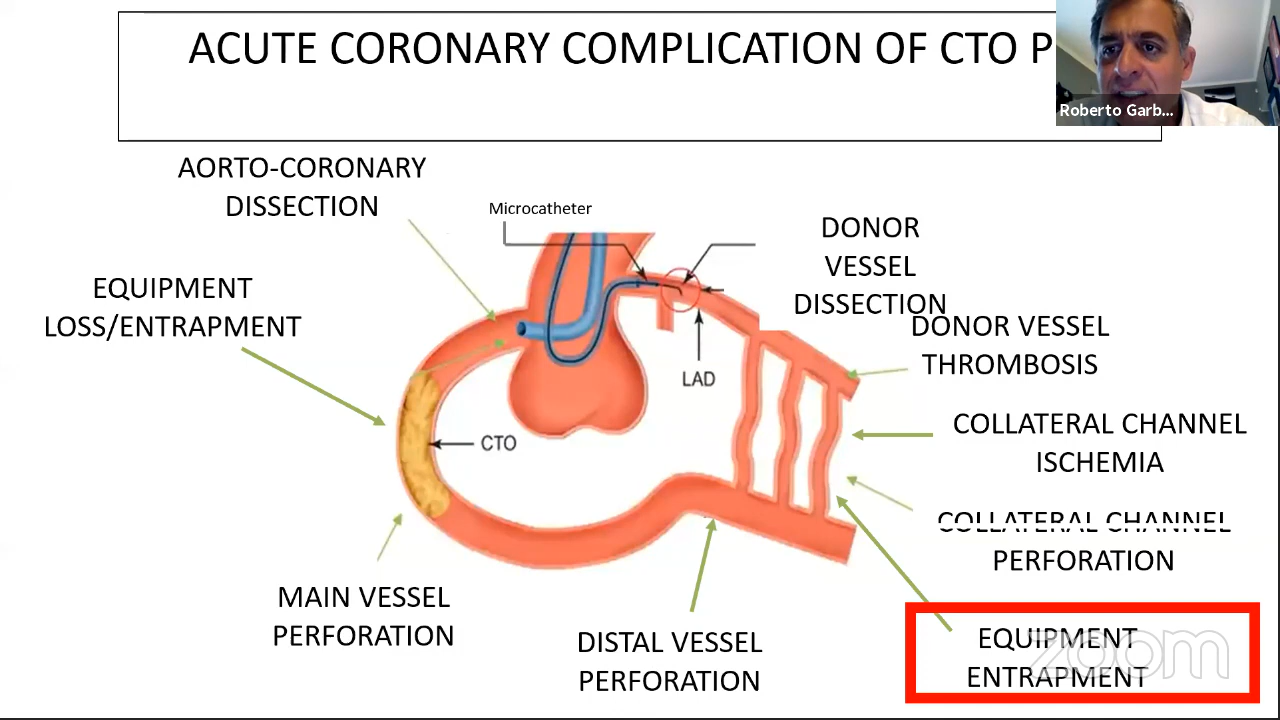 ACUTE CORONARY COMPLICATION OF CTO P
Roberto Garb...
AORTO-CORONARY
DISSECTION
Microcatheter
DONOR
VESSEL
DISSECTION
EQUIPMENT
LOSS/ENTRAPMENT
DONOR VESSEL
THROMBOSIS
LAD
COLLATERAL CHANNEL
ISCHEMIA
CTO
COLLATERAL CHANNEL
PERFORATION
MAIN VESSEL
PERFORATION
DISTAL VESSEL
PERFORATION
EQUIPMENT
ENTRAPMENT
zoom